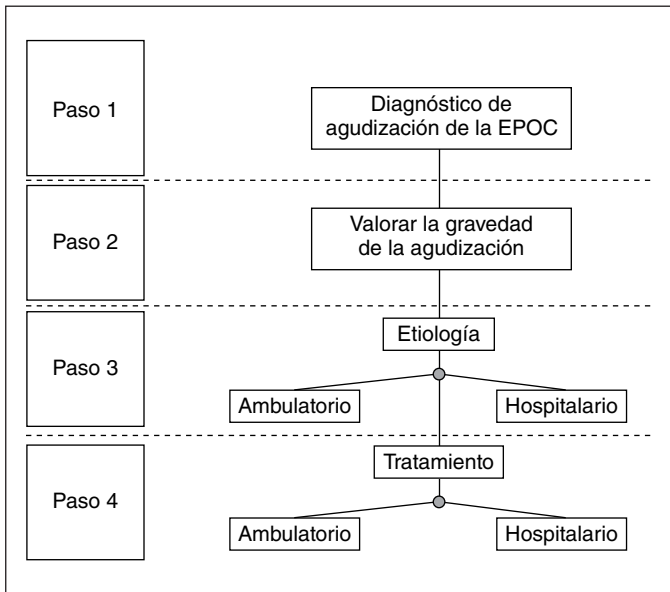 Paso 1
Diagnóstico de
agudización de la EPOC
Paso 2
Valorar la gravedad
de la agudización
Paso 3
Etiología
Ambulatorio
Hospitalario
Paso 4
Tratamiento
Ambulatorio
Hospitalario